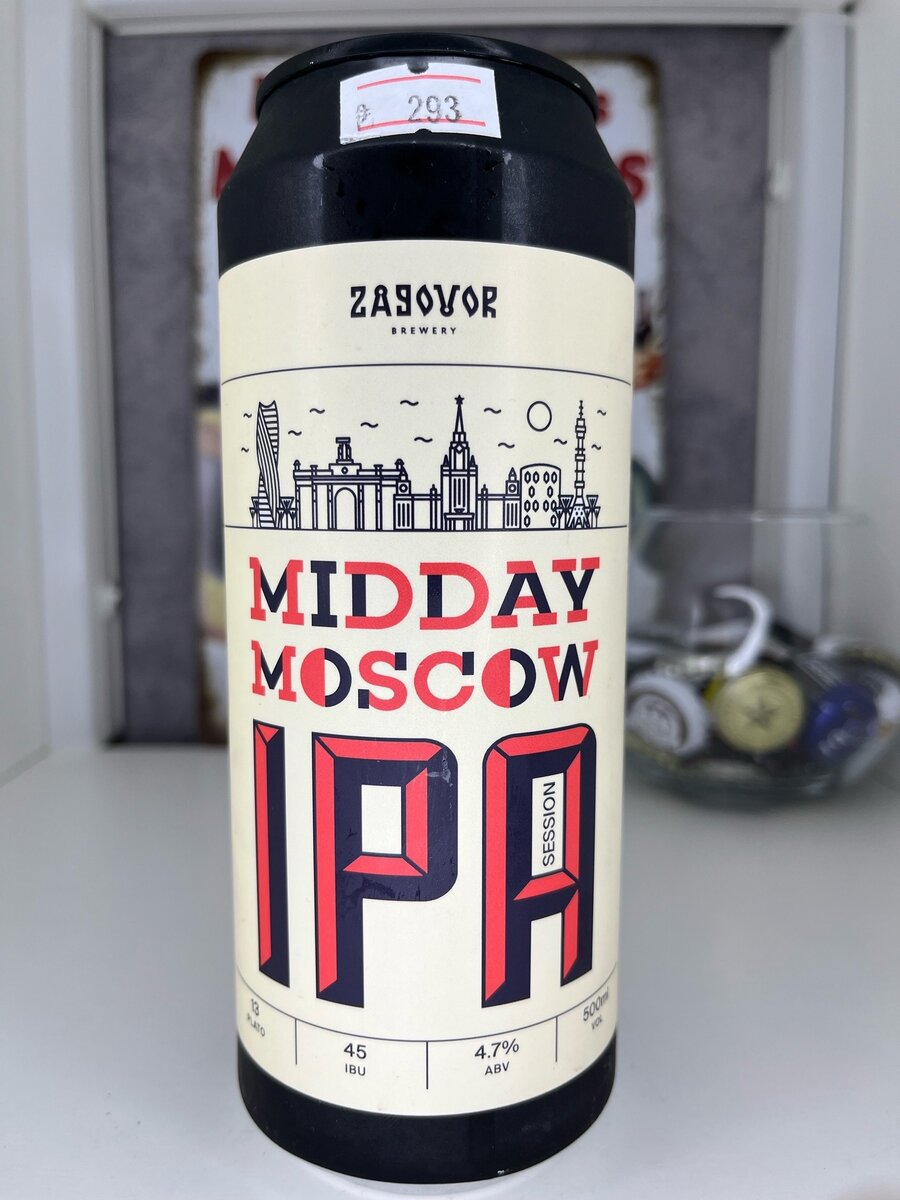 293
ZAGOVOR
BREWERY
MIDDAY
MOSCOW
IPA
SESSION
13
PLATO
45
IBU
4.7%
ABV
500ml
VOL